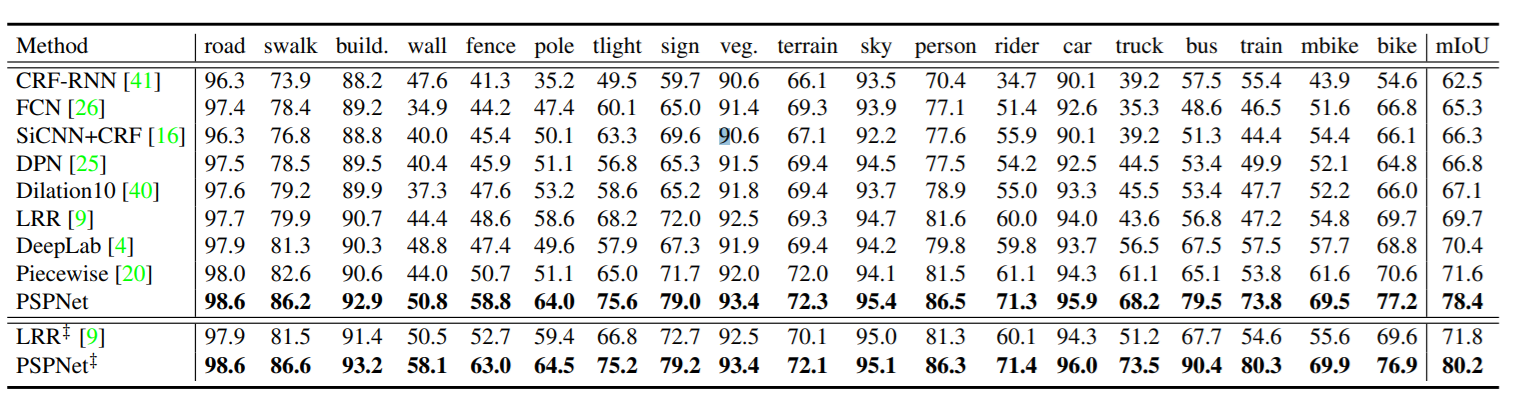 Method road swalk build. wall fence pole tlight sign veg. terrain sky person rider car truck bus train mbike bike mIoU
CRF-RNN [41] 96.3 73.9 88.2 47.6 41.3 35.2 49.5 59.7 90.6 66.1 93.5 70.4 34.7 90.1 39.2 57.5 55.4 43.9 54.6 62.5
FCN [26] 97.4 78.4 89.2 34.9 44.2 47.4 60.1 65.0 91.4 69.3 93.9 77.1 51.4 92.6 35.3 48.6 46.5 51.6 66.8 65.3
SiCNN+CRF [16] 96.3 76.8 88.8 40.0 45.4 50.1 63.3 69.6 90.6 67.1 92.2 77.6 55.9 90.1 39.2 51.3 44.4 54.4 66.1 66.3
DPN [25] 97.5 78.5 89.5 40.4 45.9 51.1 56.8 65.3 91.5 69.4 94.5 77.5 54.2 92.5 44.5 53.4 49.9 52.1 64.8 66.8
Dilation10 [40] 97.6 79.2 89.9 37.3 47.6 53.2 58.6 65.2 91.8 69.4 93.7 78.9 55.0 93.3 45.5 53.4 47.7 52.2 66.0 67.1
LRR [9] 97.7 79.9 90.7 44.4 48.6 58.6 68.2 72.0 92.5 69.3 94.7 81.6 60.0 94.0 43.6 56.8 47.2 54.8 69.7 69.7
DeepLab [4] 97.9 81.3 90.3 48.8 47.4 49.6 57.9 67.3 91.9 69.4 94.2 79.8 59.8 93.7 56.5 67.5 57.5 57.7 68.8 70.4
Piecewise [20] 98.0 82.6 90.6 44.0 50.7 51.1 65.0 71.7 92.0 72.0 94.1 81.5 61.1 94.3 61.1 65.1 53.8 61.6 70.6 71.6
PSPNet 98.6 86.2 92.9 50.8 58.8 64.0 75.6 79.0 93.4 72.3 95.4 86.5 71.3 95.9 68.2 79.5 73.8 69.5 77.2 78.4
LRR‡ [9] 97.9 81.5 91.4 50.5 52.7 59.4 66.8 72.7 92.5 70.1 95.0 81.3 60.1 94.3 51.2 67.7 54.6 55.6 69.6 71.8
PSPNet‡ 98.6 86.6 93.2 58.1 63.0 64.5 75.2 79.2 93.4 72.1 95.1 86.3 71.4 96.0 73.5 90.4 80.3 69.9 76.9 80.2